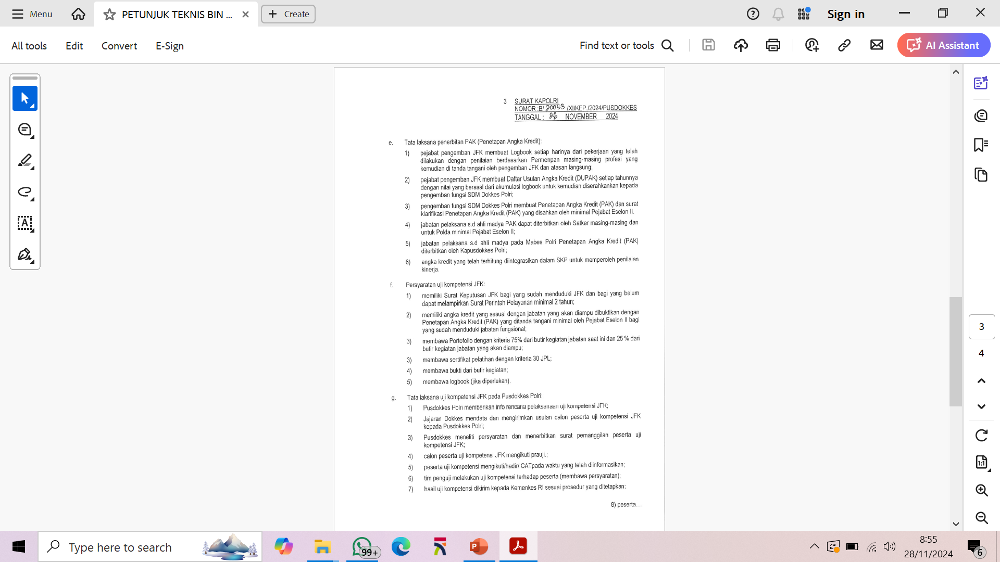 Menu
PETUNJUK TEKNIS BIN ...
Create
Sign in
All tools
Edit
Convert
E-Sign
Find text or tools
AI Assistant
3 SURAT KAPOLRI
NOMOR :B/ 20053 /XI/KEP./2024/PUSDOKKES
TANGGAL : 26 NOVEMBER 2024
e. Tata laksana penerbitan PAK (Penetapan Angka Kredit):
1) pejabat pengemban JFK membuat Logbook setiap harinya dari pekerjaan yang telah
dilakukan dengan penilaian berdasarkan Permenpan masing-masing profesi yang
kemudian di tanda tangani oleh pengemban JFK dan atasan langsung;
2) pejabat pengemban JFK membuat Daftar Usulan Angka Kredit (DUPAK) setiap tahunnya
dengan nilai yang berasal dari akumulasi logbook untuk kemudian diserahkankan kepada
pengemban fungsi SDM Dokkes Polri;
3) pengemban fungsi SDM Dokkes Polri membuat Penetapan Angka Kredit (PAK) dan surat
klarifikasi Penetapan Angka Kredit (PAK) yang disahkan oleh minimal Pejabat Eselon II.
4) jabatan pelaksana s.d ahli madya PAK dapat diterbitkan oleh Satker masing-masing dan
untuk Polda minimal Pejabat Eselon II;
5) jabatan pelaksana s.d ahli madya pada Mabes Polri Penetapan Angka Kredit (PAK)
diterbitkan oleh Kapusdokkes Polri;
6) angka kredit yang telah terhitung diintegrasikan dalam SKP untuk memperoleh penilaian
kinerja.
f. Persyaratan uji kompetensi JFK:
1) memiliki Surat Keputusan JFK bagi yang sudah menduduki JFK dan bagi yang belum
dapat melampirkan Surat Perintah Pelayanan minimal 2 tahun;
2) memiliki angka kredit yang sesuai dengan jabatan yang akan diampu dibuktikan dengan
Penetapan Angka Kredit (PAK) yang ditanda tangani minimal oleh Pejabat Eselon II bagi
yang sudah menduduki jabatan fungsional;
3) membawa Portofolio dengan kriteria 75% dari butir kegiatan jabatan saat ini dan 25 % dari
butir kegiatan jabatan yang akan diampu;
3) membawa sertifikat pelatihan dengan kriteria 30 JPL;
4) membawa bukti dari butir kegiatan;
5) membawa logbook (jika diperlukan).
g. Tata laksana uji kompetensi JFK pada Pusdokkes Polri:
1) Pusdokkes Polri memberikan info rencana pelaksanaan uji kompetensi JFK;
2) Jajaran Dokkes mendata dan mengirimkan usulan calon peserta uji kompetensi JFK
kepada Pusdokkes Polri;
3) Pusdokkes meneliti persyaratan dan menerbitkan surat pemanggilan peserta uji
kompetensi JFK;
4) calon peserta uji kompetensi JFK mengikuti prauji.;
5) peserta uji kompetensi mengikuti/hadir/ CATpada waktu yang telah diinformasikan;
6) tim penguji melakukan uji kompetensi terhadap peserta (membawa persyaratan);
7) hasil uji kompetensi dikirim kepada Kemenkes RI sesuai prosedur yang ditetapkan;
8) peserta....
3
4
1:1
Type here to search
99+
8:55
28/11/2024
6